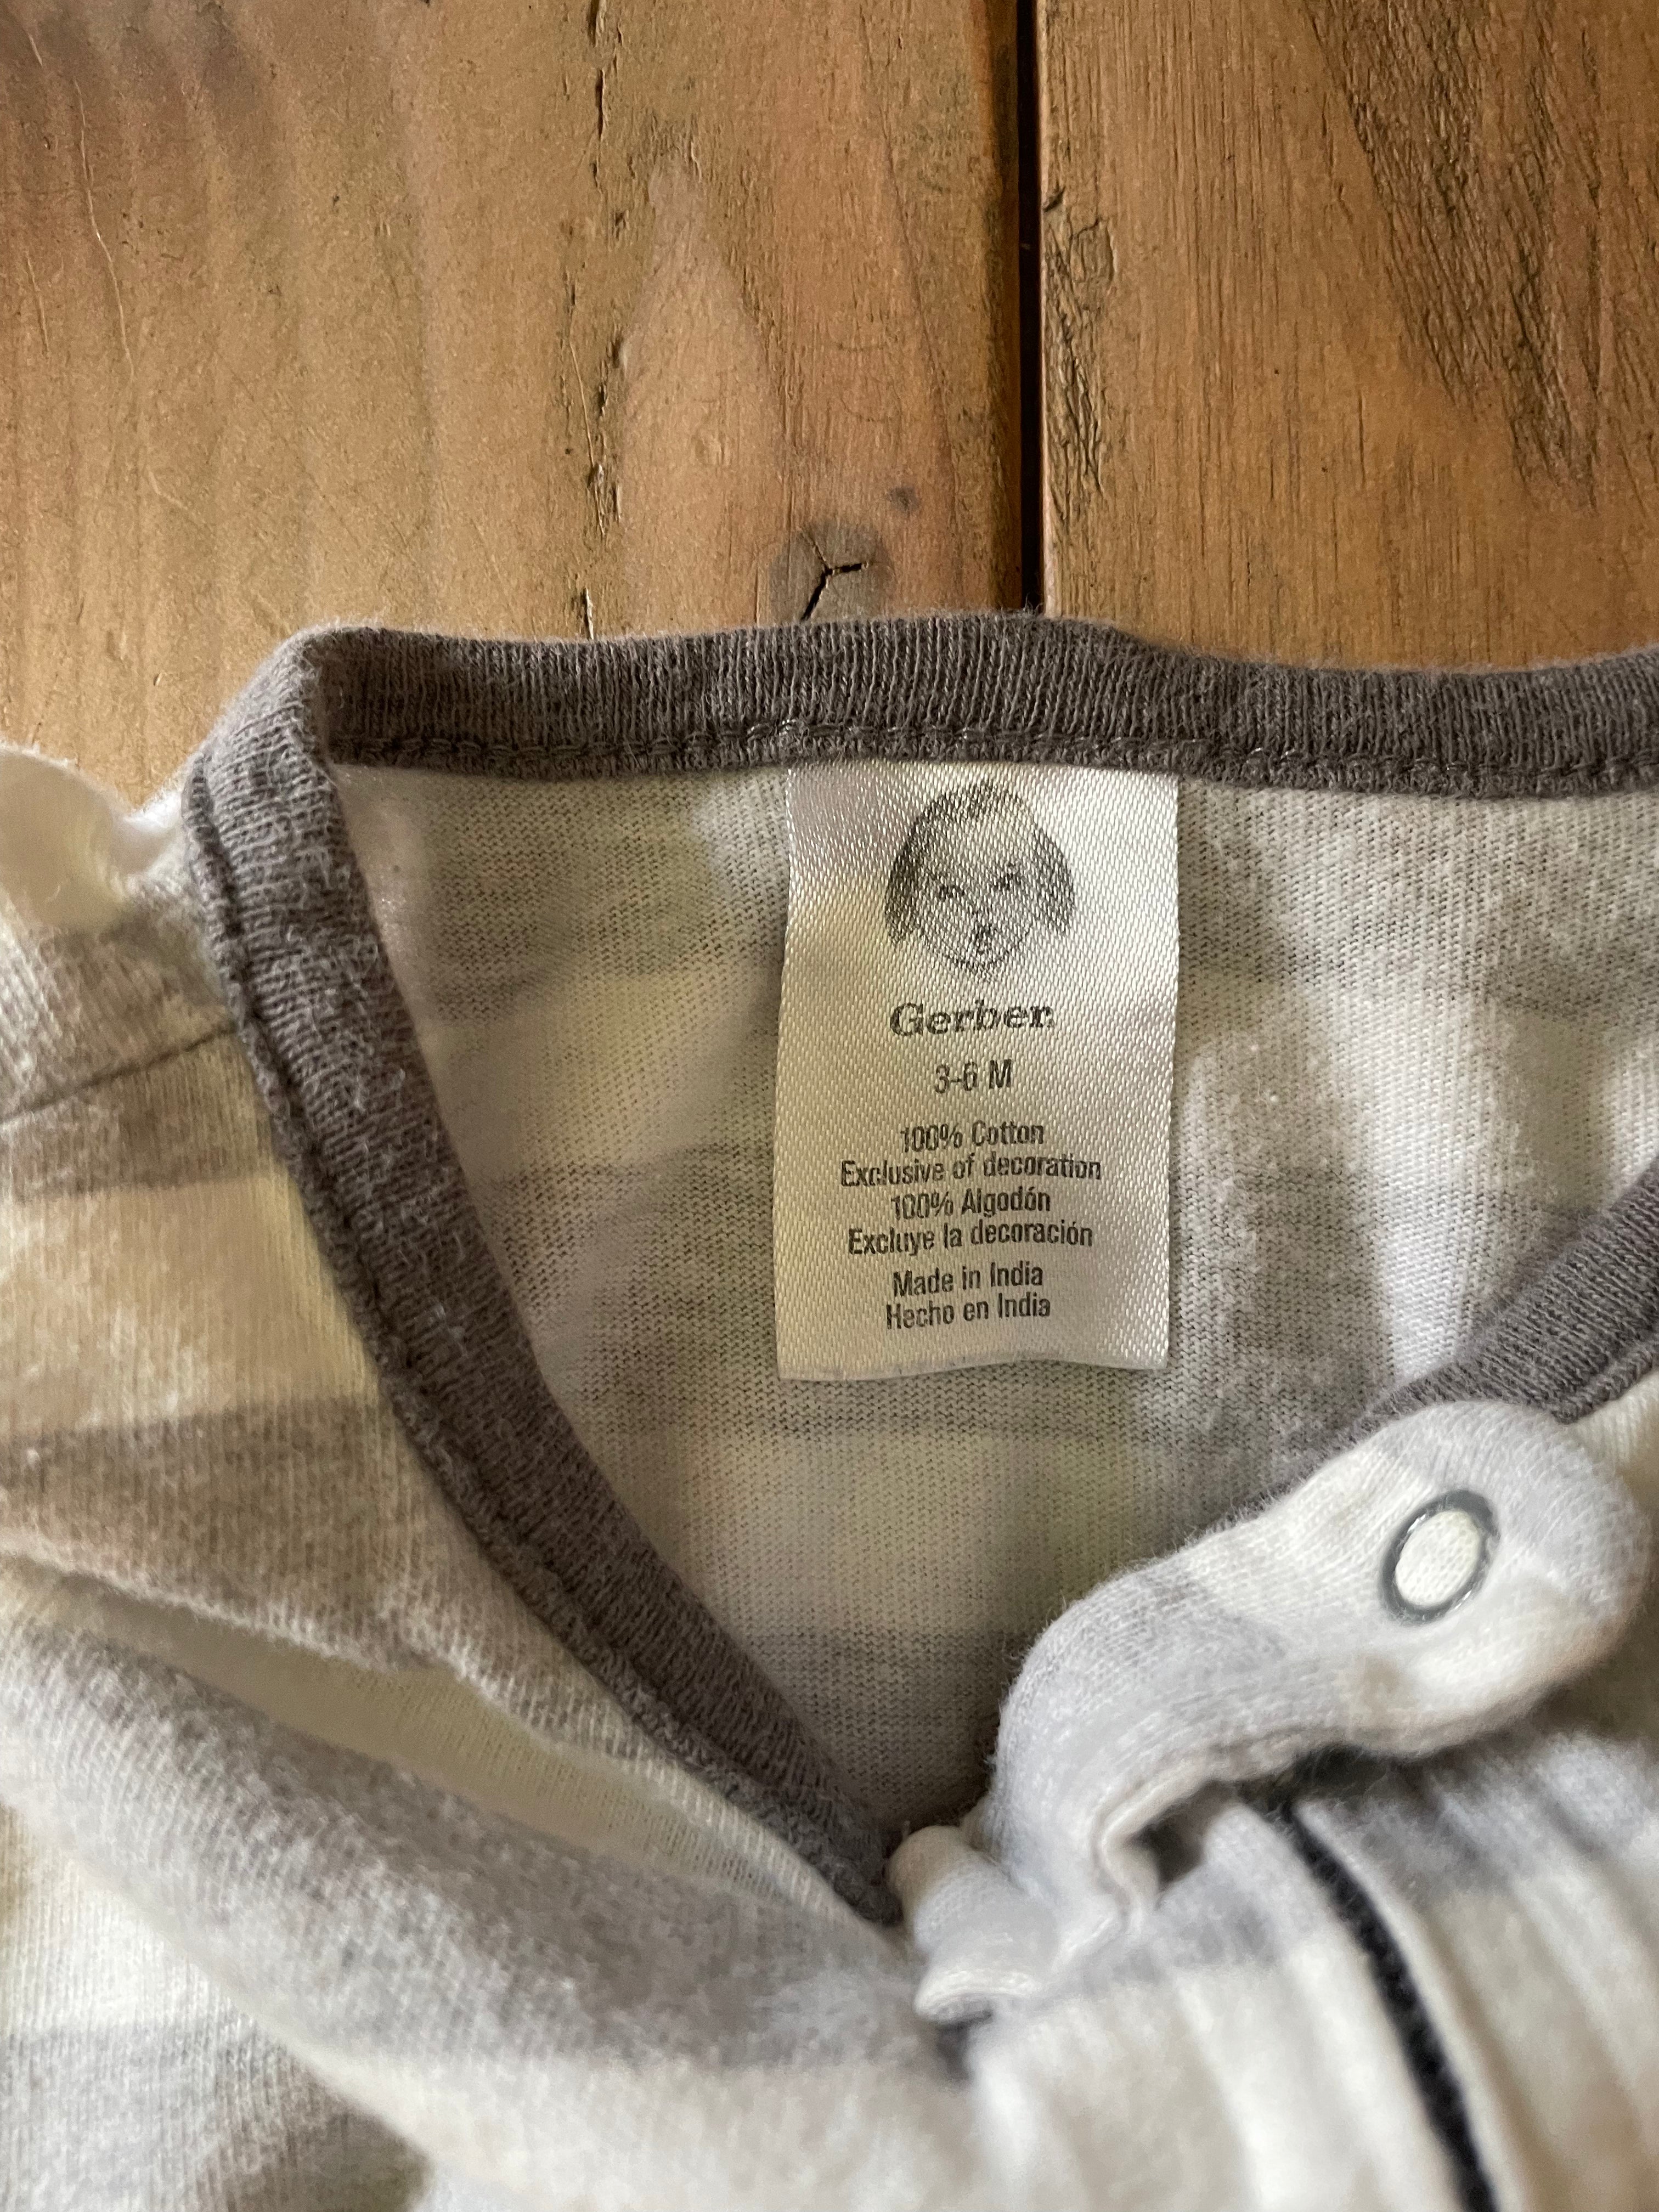 Gerber.
3-6 M
100% Cotton
Exclusive of decoration
100% Algodón
Excluye la decoración
Made in India
Hecho en India